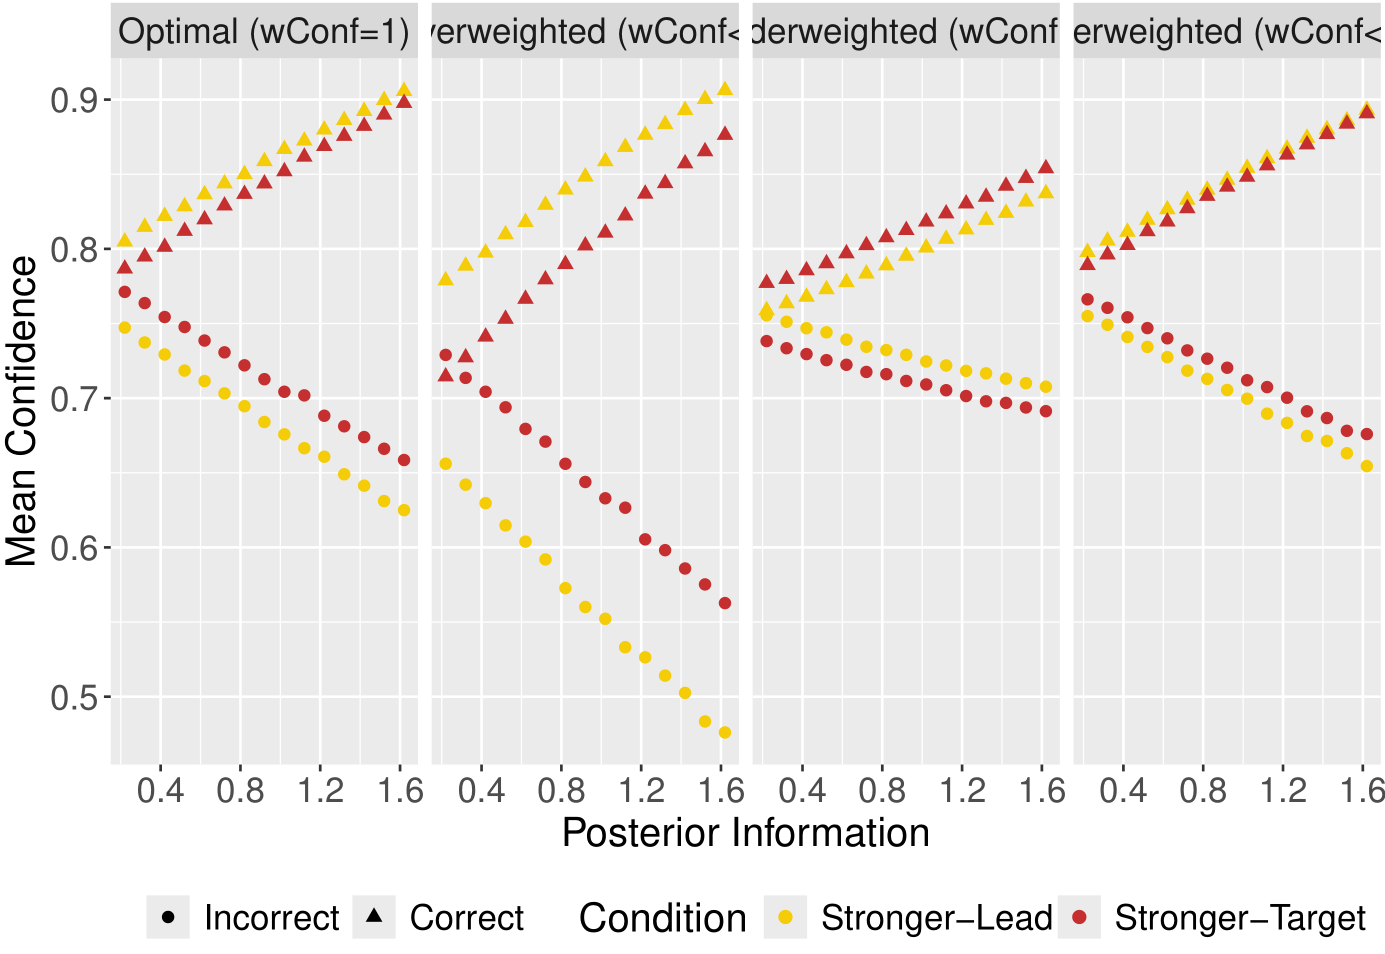 Optimal (wConf=1)
verweighted (wConf<
derweighted (wConf
erweighted (wConf<
Mean Confidence
0.9
0.8
0.7
0.6
0.5
0.4 0.8 1.2 1.6 0.4 0.8 1.2 1.6 0.4 0.8 1.2 1.6 0.4 0.8 1.2 1.6
Posterior Information
Incorrect Correct Condition Stronger−Lead Stronger−Target